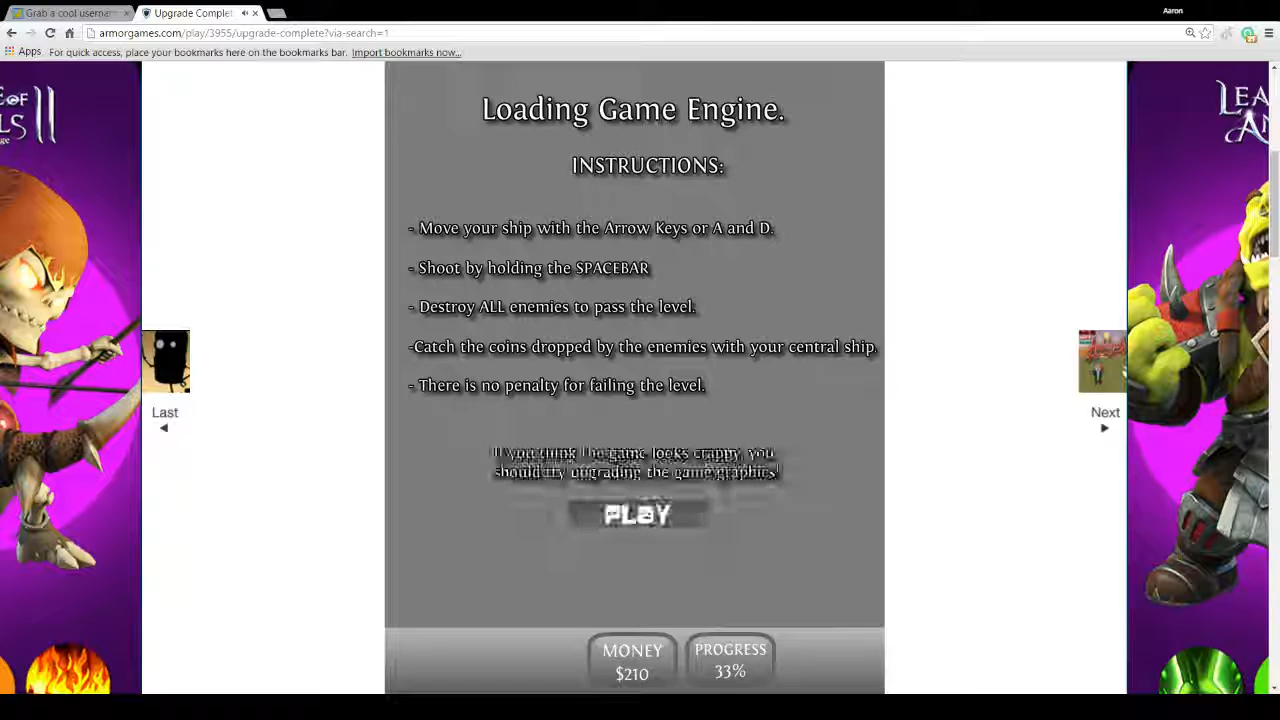 Grab a cool usernam
Upgrade Complet
Aaron
armorgames.com/play/3955/upgrade-complete?via-search=1
Apps
For quick access, place your bookmarks here on the bookmarks bar. Import bookmarks now...
E OF
LS II
LEA
Loading Game Engine.
INSTRUCTIONS:
- Move your ship with the Arrow Keys or A and D.
- Shoot by holding the SPACEBAR
- Destroy ALL enemies to pass the level.
-Catch the coins dropped by the enemies with your central ship.
- There is no penalty for failing the level.
Last
Next
If you think the game looks crappy, you
should try upgrading the game graphics!
PLAY
MONEY
$210
PROGRESS
33%